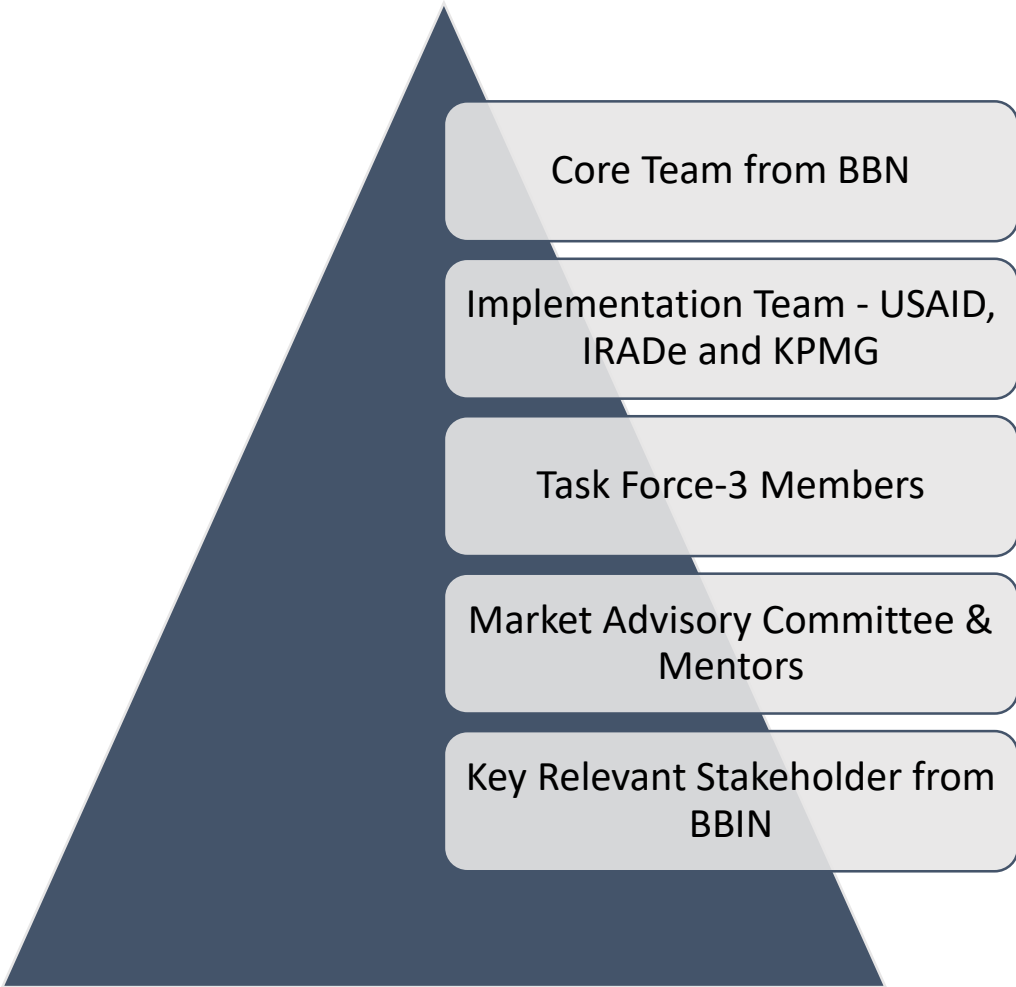 Core Team from BBN
Implementation Team - USAID,
IRADe and KPMG
Task Force-3 Members
Market Advisory Committee &
Mentors
Key Relevant Stakeholder from
BBIN